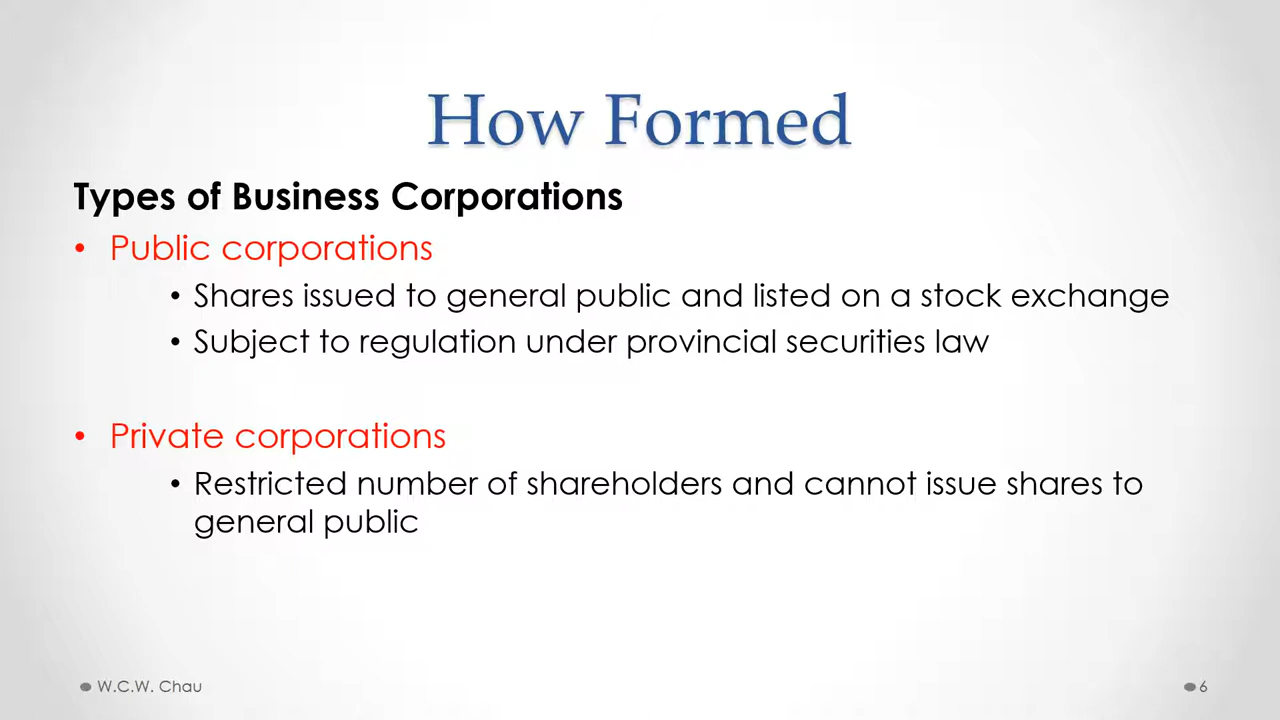 How Formed
Types of Business Corporations
• Public corporations
• Shares issued to general public and listed on a stock exchange
• Subject to regulation under provincial securities law
• Private corporations
• Restricted number of shareholders and cannot issue shares to
general public
W.C.W. Chau
6